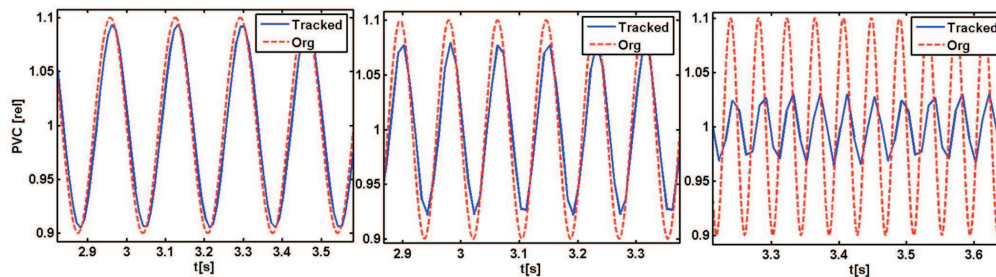 PVC [rel]
1.1
1.05
1
0.95
0.9
Tracked
Org
2.9 3 3.1 3.2 3.3 3.4 3.5
t[s]
1.1
1.05
1
0.95
0.9
Tracked
Org
2.9 3 3.1 3.2 3.3
t[s]
1.1
1.05
1
0.95
0.9
Tracked
Org
3.3 3.4 3.5 3.6
t[s]